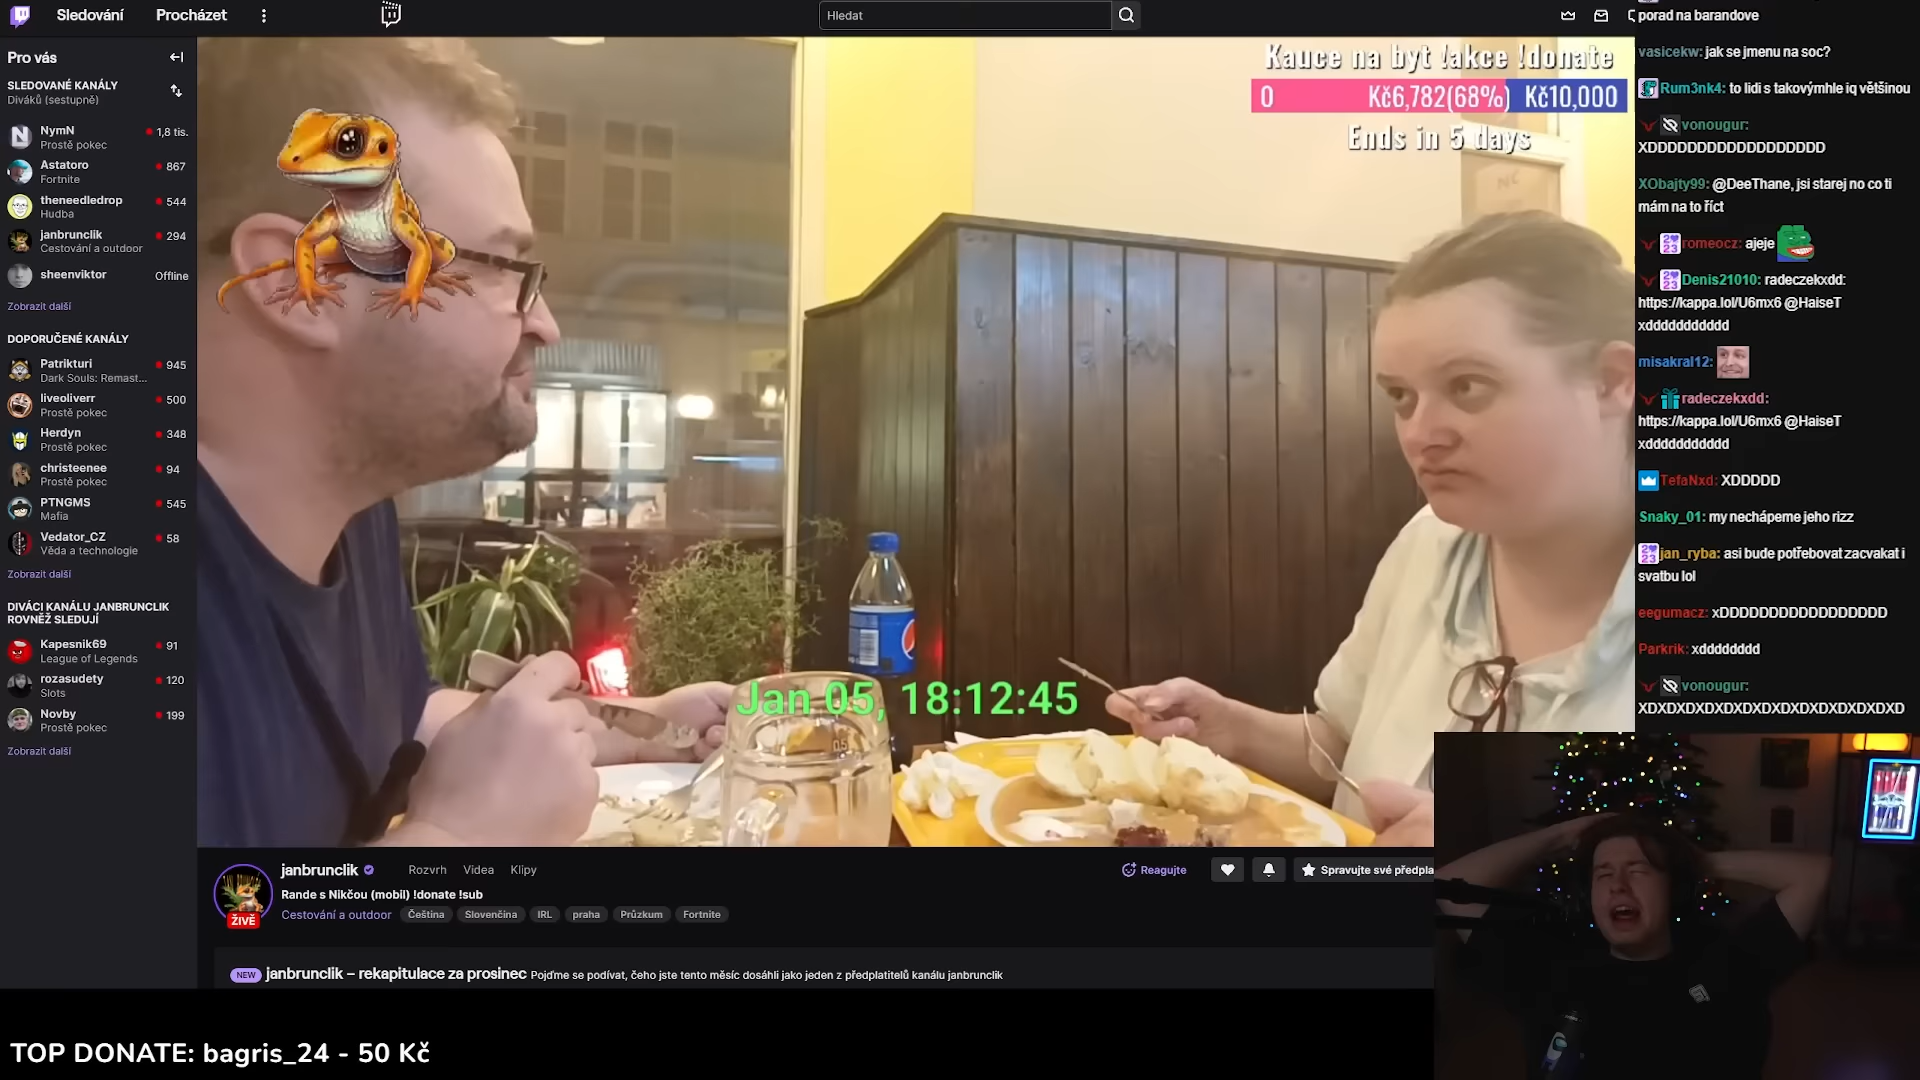 Sledování
Procházet
Hledat
Pro vás
SLEDOVANÉ KANÁLY
Diváků (sestupně)
NymN
1,8 tis.
Prostě pokec
Astatoro
867
Fortnite
theneedledrop
544
Hudba
janbrunclik
294
Cestování a outdoor
sheenviktor
Offline
Zobrazit další
DOPORUČENÉ KANÁLY
Patrikturi
945
Dark Souls: Remast...
liveoliverr
500
Prostě pokec
Herdyn
348
Prostě pokec
christeenee
94
Prostě pokec
PTNGMS
545
Mafia
Vedator_CZ
58
Věda a technologie
Zobrazit další
DIVÁCI KANÁLU JANBRUNCLIK
ROVNĚŽ SLEDUJÍ
Kapesnik69
91
League of Legends
rozasudety
120
Slots
Novby
199
Prostě pokec
Zobrazit další
Kauce na byt !akce !donate
0 Kč6,782(68%) Kč10,000
Ends in 5 days
Jan 05, 18:12:45
janbrunclik
Rozvrh
Videa
Klipy
Reagujte
Spravujte své předpla
Rande s Nikčou (mobil) !donate !sub
Cestování a outdoor
Čeština
Slovenčina
IRL
praha
Průzkum
Fortnite
ŽIVĚ
NEW janbrunclik – rekapitulace za prosinec Pojďme se podívat, čeho jste tento měsíc dosáhli jako jeden z předplatitelů kanálu janbrunclik
TOP DONATE: bagris_24 - 50 Kč
porad na barandove
vasicekw: jak se jmenu na soc?
Rum3nk4: to lidi s takovýmhle iq většinou
vonougur:
XDDDDDDDDDDDDDDDDDD
XObajty99: @DeeThane, jsi starej no co ti
mám na to říct
romeocz: ajeje
Denis21010: radeczekxdd:
https://kappa.lol/U6mx6 @HaiseT
xddddddddddd
misakral12:
radeczekxdd:
https://kappa.lol/U6mx6 @HaiseT
xddddddddddd
TefaNxd: XDDDDD
Snaky_01: my nechápeme jeho rizz
jan_ryba: asi bude potřebovat zacvakat i
svatbu lol
eegumacz: xDDDDDDDDDDDDDDDDD
Parkrik: xdddddddd
vonougur:
XDXDXDXDXDXDXDXDXDXDXDXDXDXD